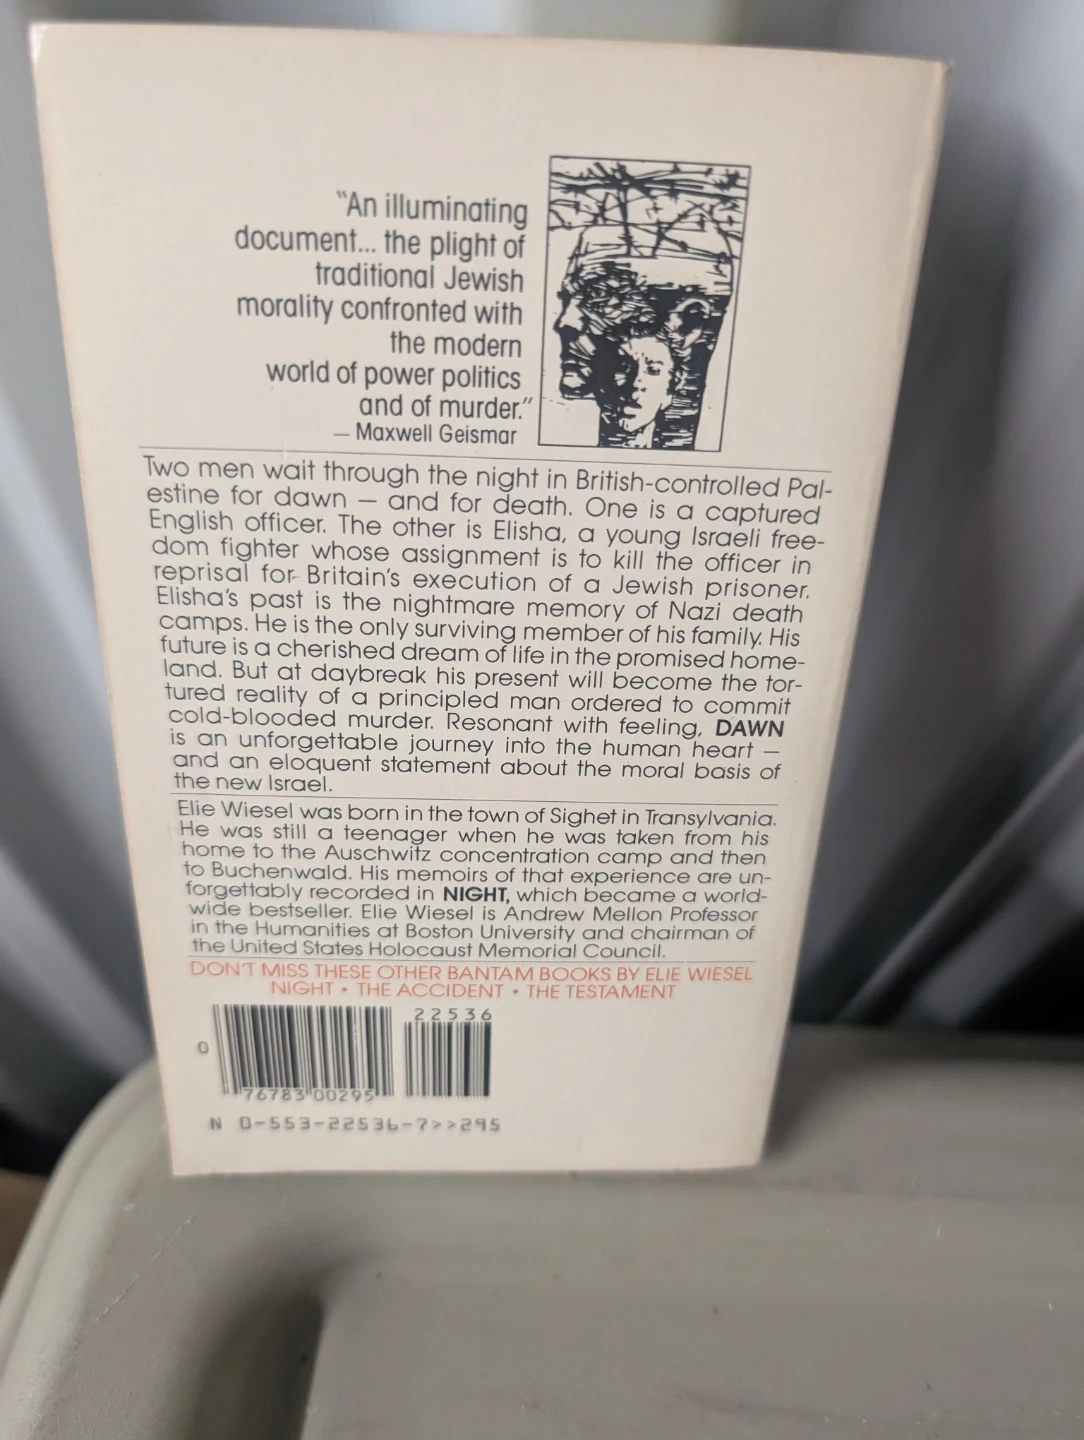 "An illuminating
document... the plight of
traditional Jewish
morality confronted with
the modern
world of power politics
and of murder."
— Maxwell Geismar
Two men wait through the night in British-controlled Pal-
estine for dawn — and for death. One is a captured
English officer. The other is Elisha, a young Israeli free-
dom fighter whose assignment is to kill the officer in
reprisal for Britain's execution of a Jewish prisoner.
Elisha's past is the nightmare memory of Nazi death
camps. He is the only surviving member of his family. His
future is a cherished dream of life in the promised home-
land. But at daybreak his present will become the tor-
tured reality of a principled man ordered to commit
cold-blooded murder. Resonant with feeling, DAWN
is an unforgettable journey into the human heart —
and an eloquent statement about the moral basis of
the new Israel.
Elie Wiesel was born in the town of Sighet in Transylvania.
He was still a teenager when he was taken from his
home to the Auschwitz concentration camp and then
to Buchenwald. His memoirs of that experience are un-
forgettably recorded in NIGHT, which became a world-
wide bestseller. Elie Wiesel is Andrew Mellon Professor
in the Humanities at Boston University and chairman of
the United States Holocaust Memorial Council.
DON'T MISS THESE OTHER BANTAM BOOKS BY ELIE WIESEL
NIGHT • THE ACCIDENT • THE TESTAMENT
22536
0
76783 00295
N 0-553-22536-7>>295